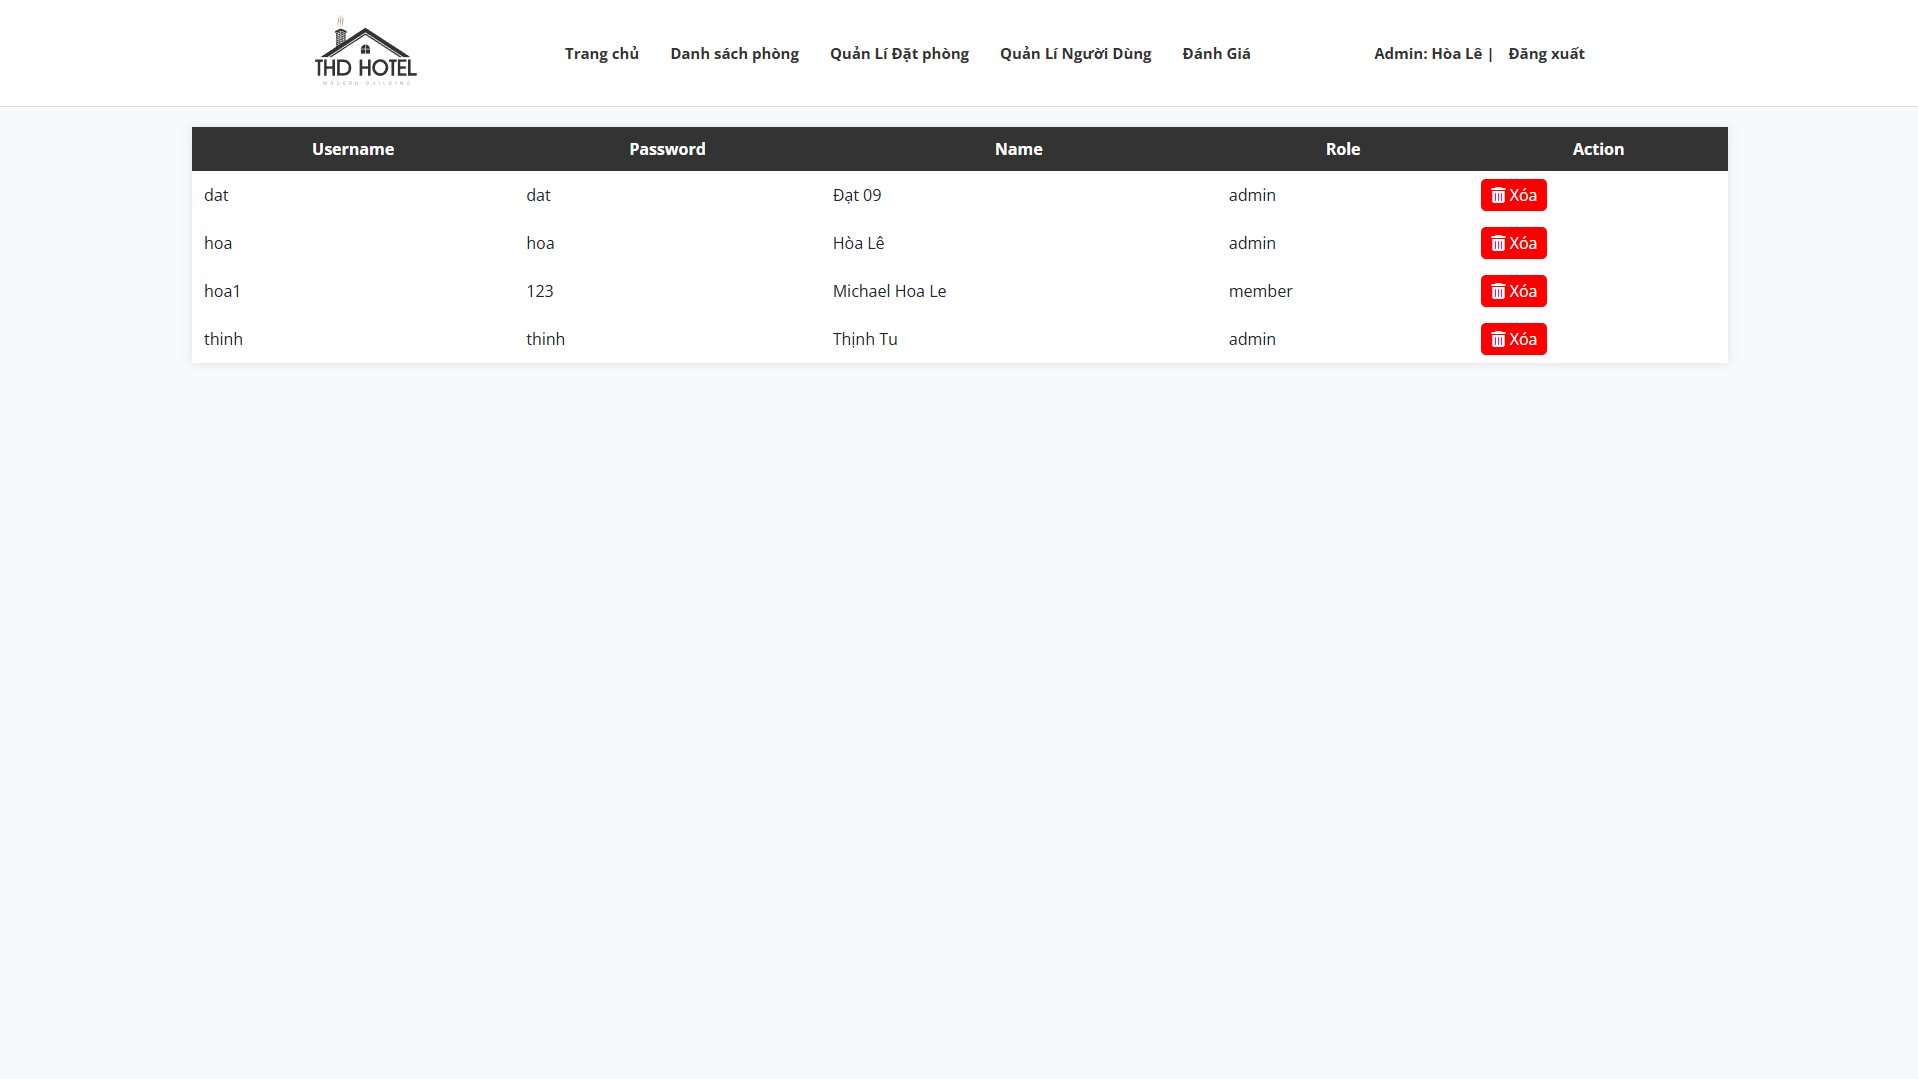 THD HOTEL
MODERN BUILDING
Trang chủ Danh sách phòng Quản Lí Đặt phòng Quản Lí Người Dùng Đánh Giá Admin: Hòa Lê | Đăng xuất
Username Password Name Role Action
dat dat Đạt 09 admin Xóa
hoa hoa Hòa Lê admin Xóa
hoa1 123 Michael Hoa Le member Xóa
thinh thinh Thịnh Tu admin Xóa